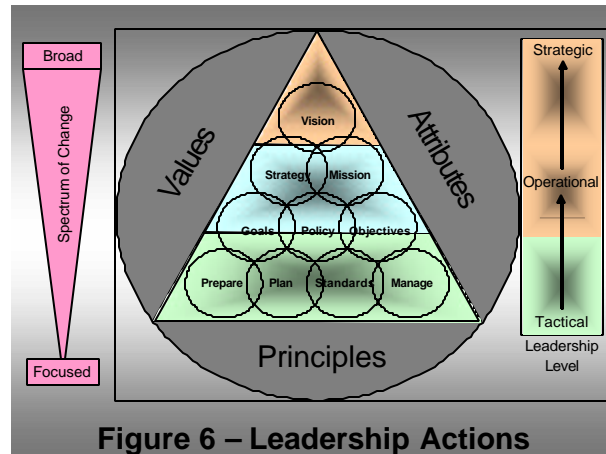 Broad
Spectrum of Change
Focused
Values
Attributes
Principles
Vision
Strategy Mission
Goals Policy Objectives
Prepare Plan Standards Manage
Strategic
Operational
Tactical
Leadership
Level
Figure 6 – Leadership Actions